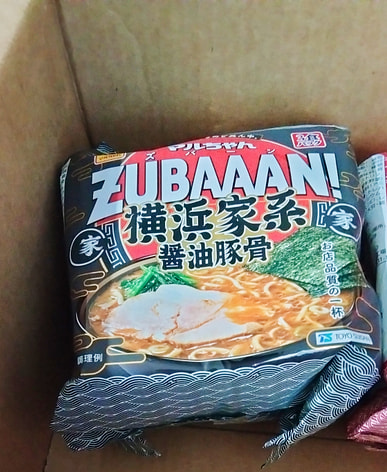 マルちゃん
ズバーン
ZUBAAAN!
横浜家系
醤油豚骨
家
家
お店品質の一杯
調理例
TOYO SUISAN